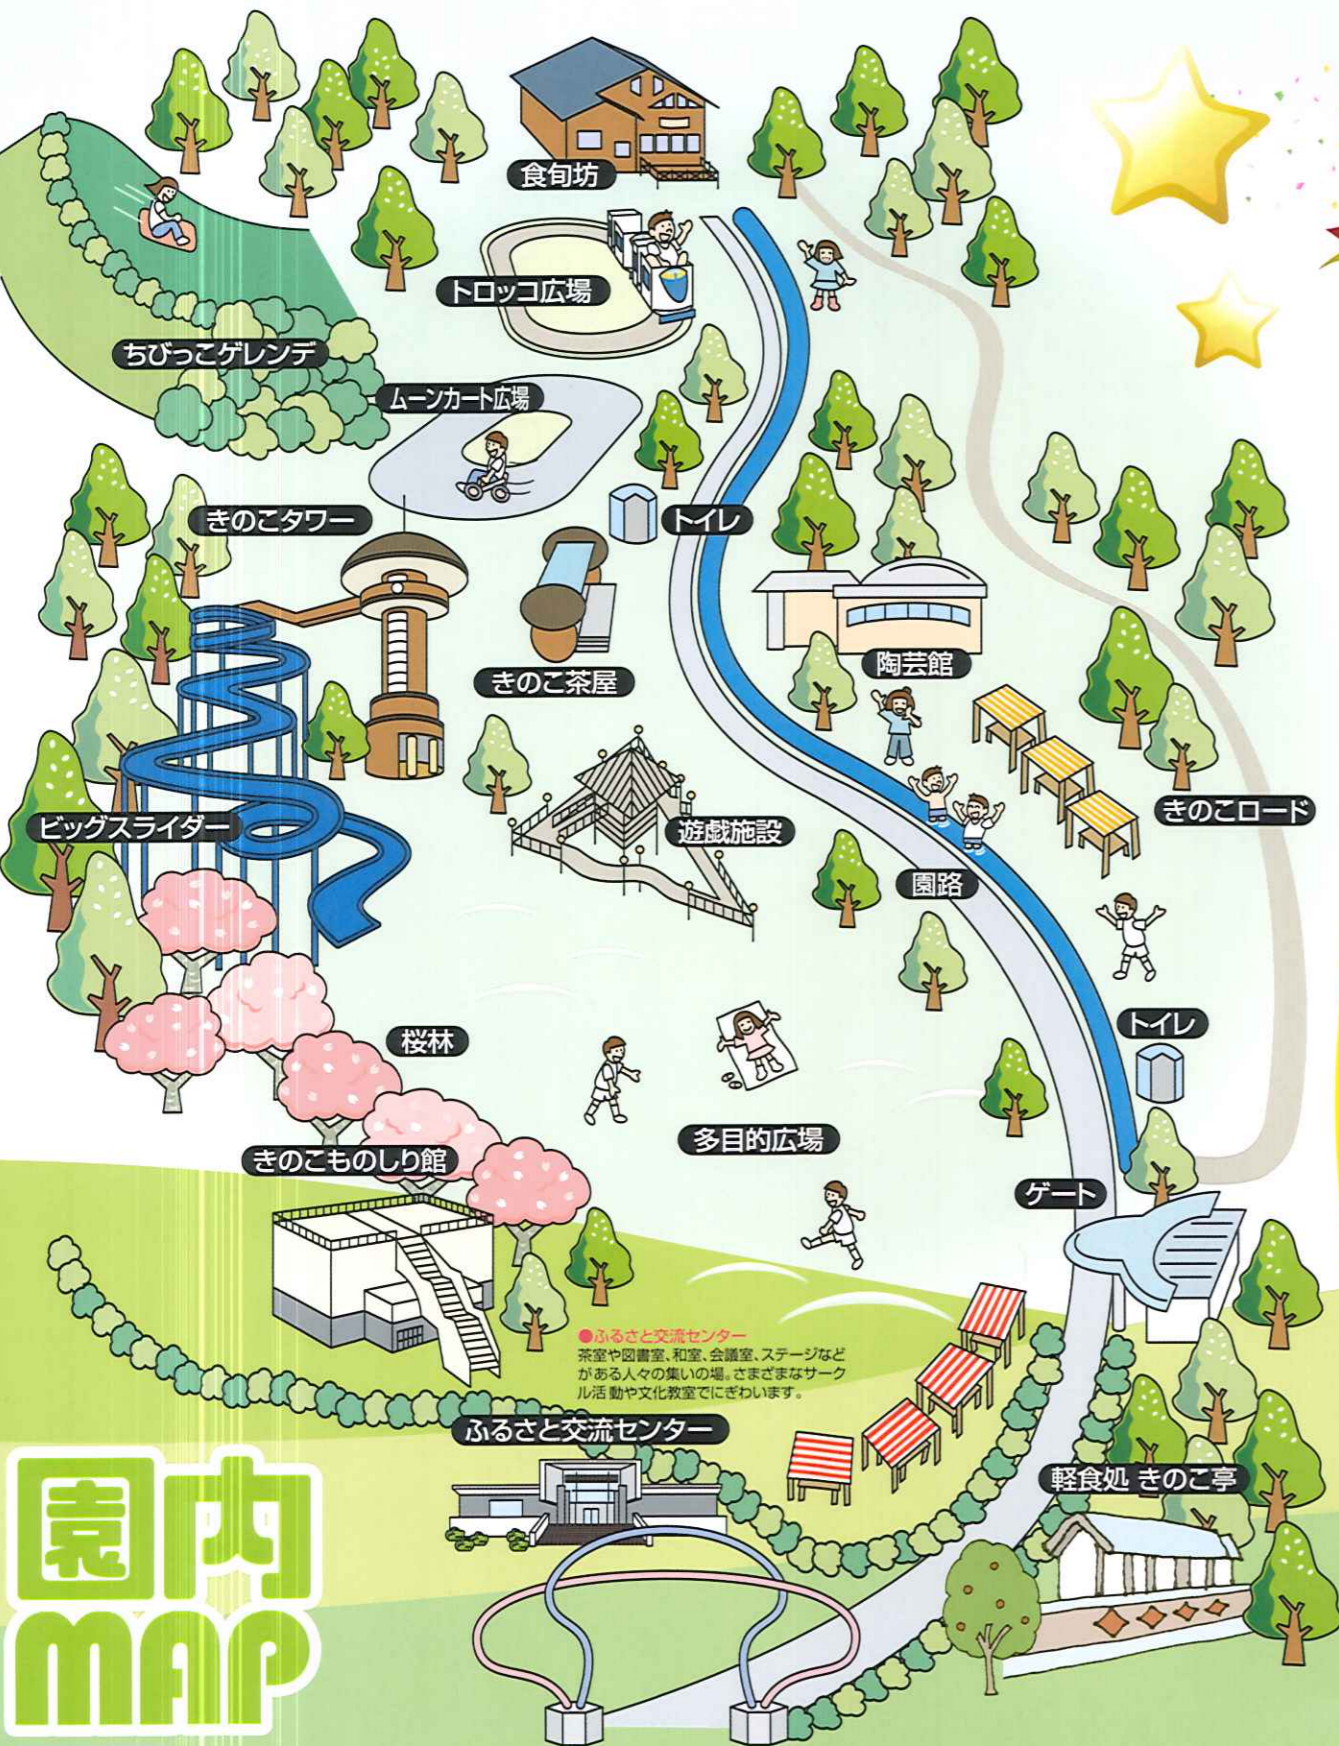 食旬坊
トロッコ広場
ちびっこゲレンデ
ムーンカート広場
きのこタワー
トイレ
陶芸館
きのこ茶屋
きのこロード
ビッグスライダー
遊戯施設
園路
トイレ
桜林
多目的広場
きのこものしり館
ゲート
●ふるさと交流センター
茶室や図書室、和室、会議室、ステージなど
がある人々の集いの場。さまざまなサーク
ル活動や文化教室でにぎわいます。
ふるさと交流センター
軽食処 きのこ亭
園内
MAP